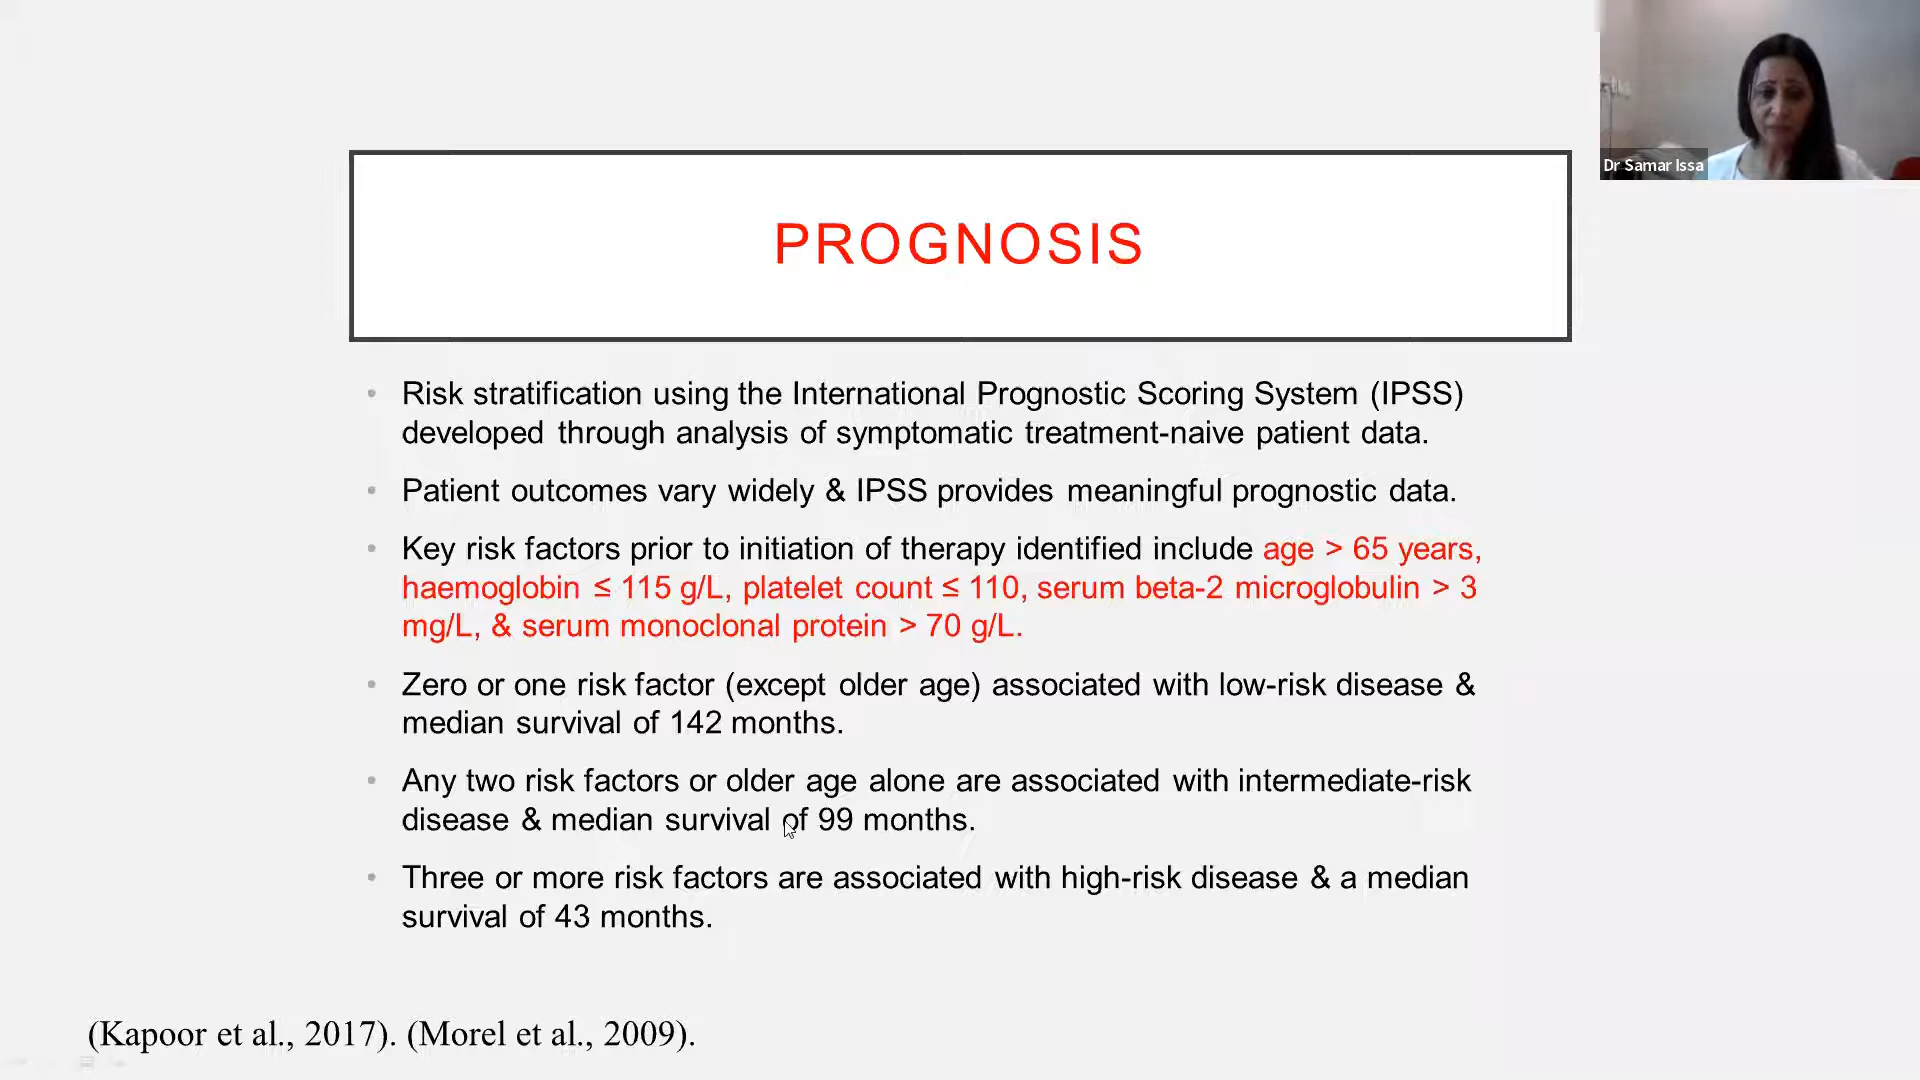 Dr Samar Issa
PROGNOSIS
• Risk stratification using the International Prognostic Scoring System (IPSS)
developed through analysis of symptomatic treatment-naive patient data.
• Patient outcomes vary widely & IPSS provides meaningful prognostic data.
• Key risk factors prior to initiation of therapy identified include age > 65 years,
haemoglobin ≤ 115 g/L, platelet count ≤ 110, serum beta-2 microglobulin > 3
mg/L, & serum monoclonal protein > 70 g/L.
• Zero or one risk factor (except older age) associated with low-risk disease &
median survival of 142 months.
• Any two risk factors or older age alone are associated with intermediate-risk
disease & median survival of 99 months.
• Three or more risk factors are associated with high-risk disease & a median
survival of 43 months.
(Kapoor et al., 2017). (Morel et al., 2009).